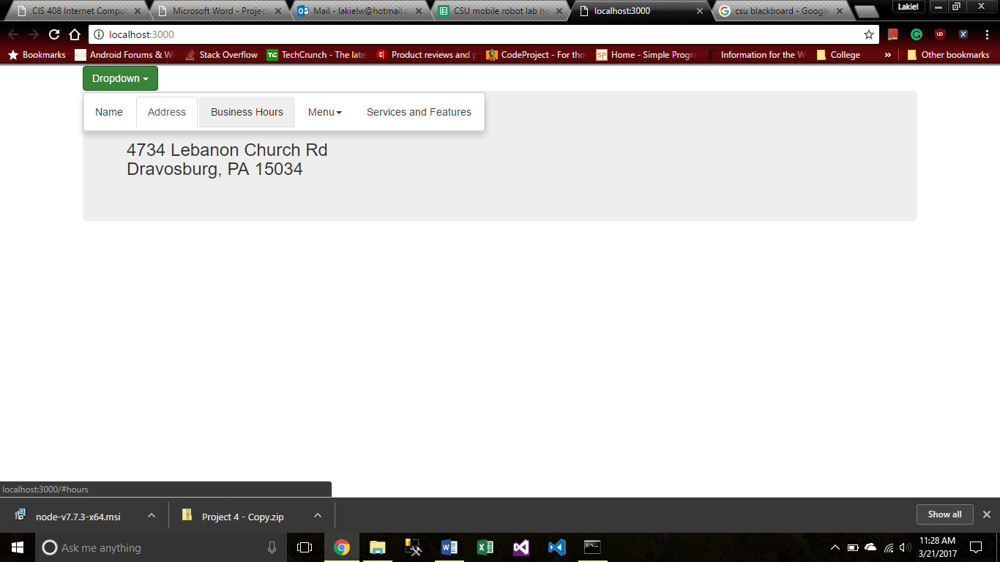 CIS 408 Internet Comput
Microsoft Word - Project
Mail - lakielw@hotmail.c
CSU mobile robot lab ho
localhost:3000
csu blackboard - Google
Lakiel
localhost:3000
Bookmarks
Android Forums & W
Stack Overflow
TechCrunch - The late
Product reviews and p
CodeProject - For tho
Home - Simple Progra
Information for the W
College
»
Other bookmarks
Dropdown
Name Address Business Hours Menu Services and Features
4734 Lebanon Church Rd
Dravosburg, PA 15034
localhost:3000/#hours
node-v7.7.3-x64.msi
Project 4 - Copy.zip
Show all
Ask me anything
11:28 AM
3/21/2017